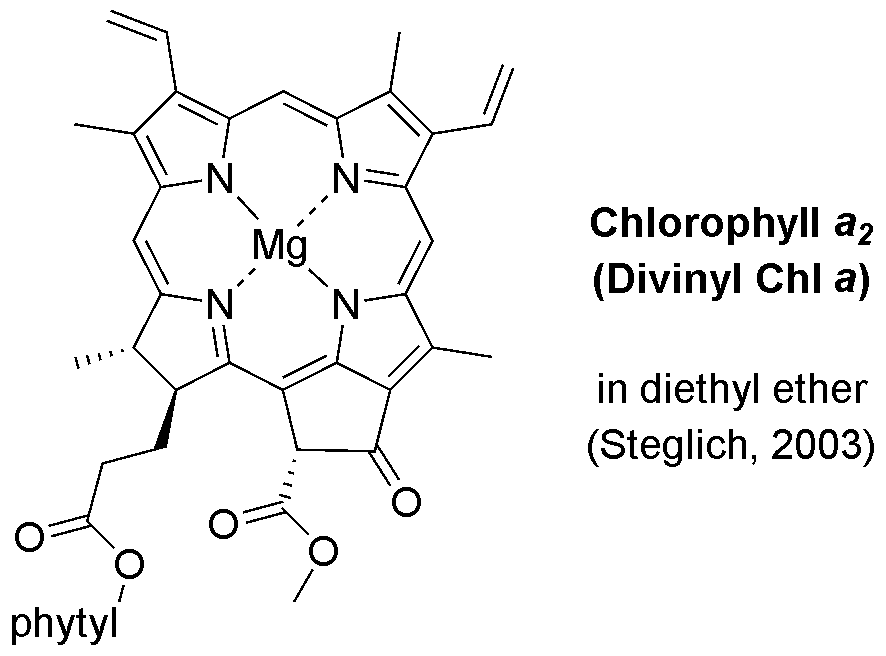 N
N
Mg
N
N
Chlorophyll a₂
(Divinyl Chl a)
in diethyl ether
(Steglich, 2003)
O
O
O
O
O
phytyl